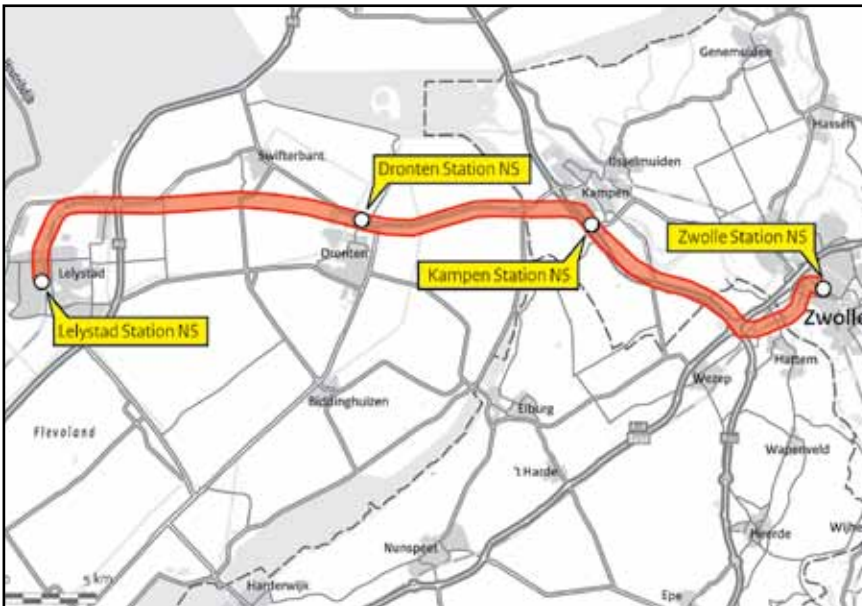 Genemuiden
Hasselt
Swifterbant
IJsselmuiden
Dronten Station NS
Kampen
Zwolle Station NS
Dronten
Kampen Station NS
Lelystad
Zwolle
Lelystad Station NS
Hattem
Wezep
Biddinghuizen
Elburg
Flevoland
Wapenveld
't Harde
Heerde
Wijhe
Nunspeet
5 km
Harderwijk
Epe